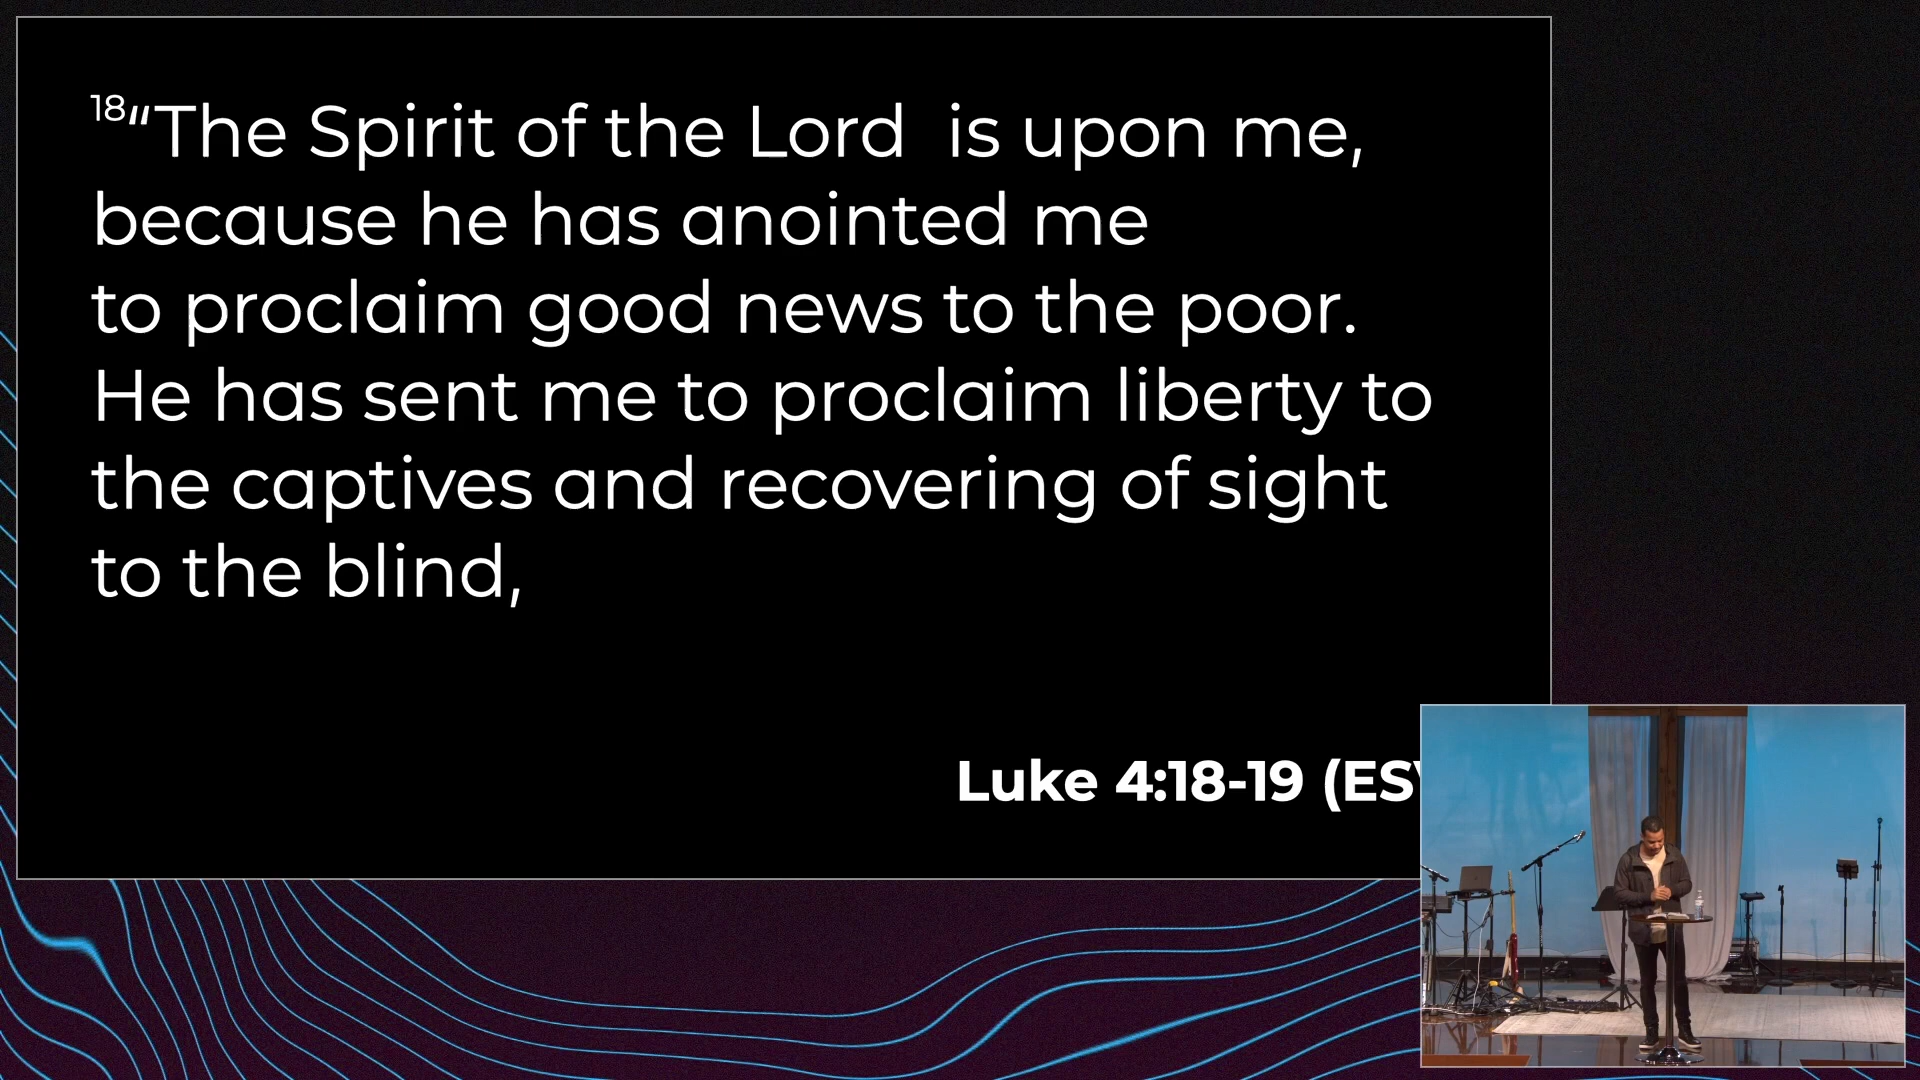 18“The Spirit of the Lord  is upon me,
because he has anointed me
to proclaim good news to the poor.
He has sent me to proclaim liberty to
the captives and recovering of sight
to the blind,
Luke 4:18-19 (ESV